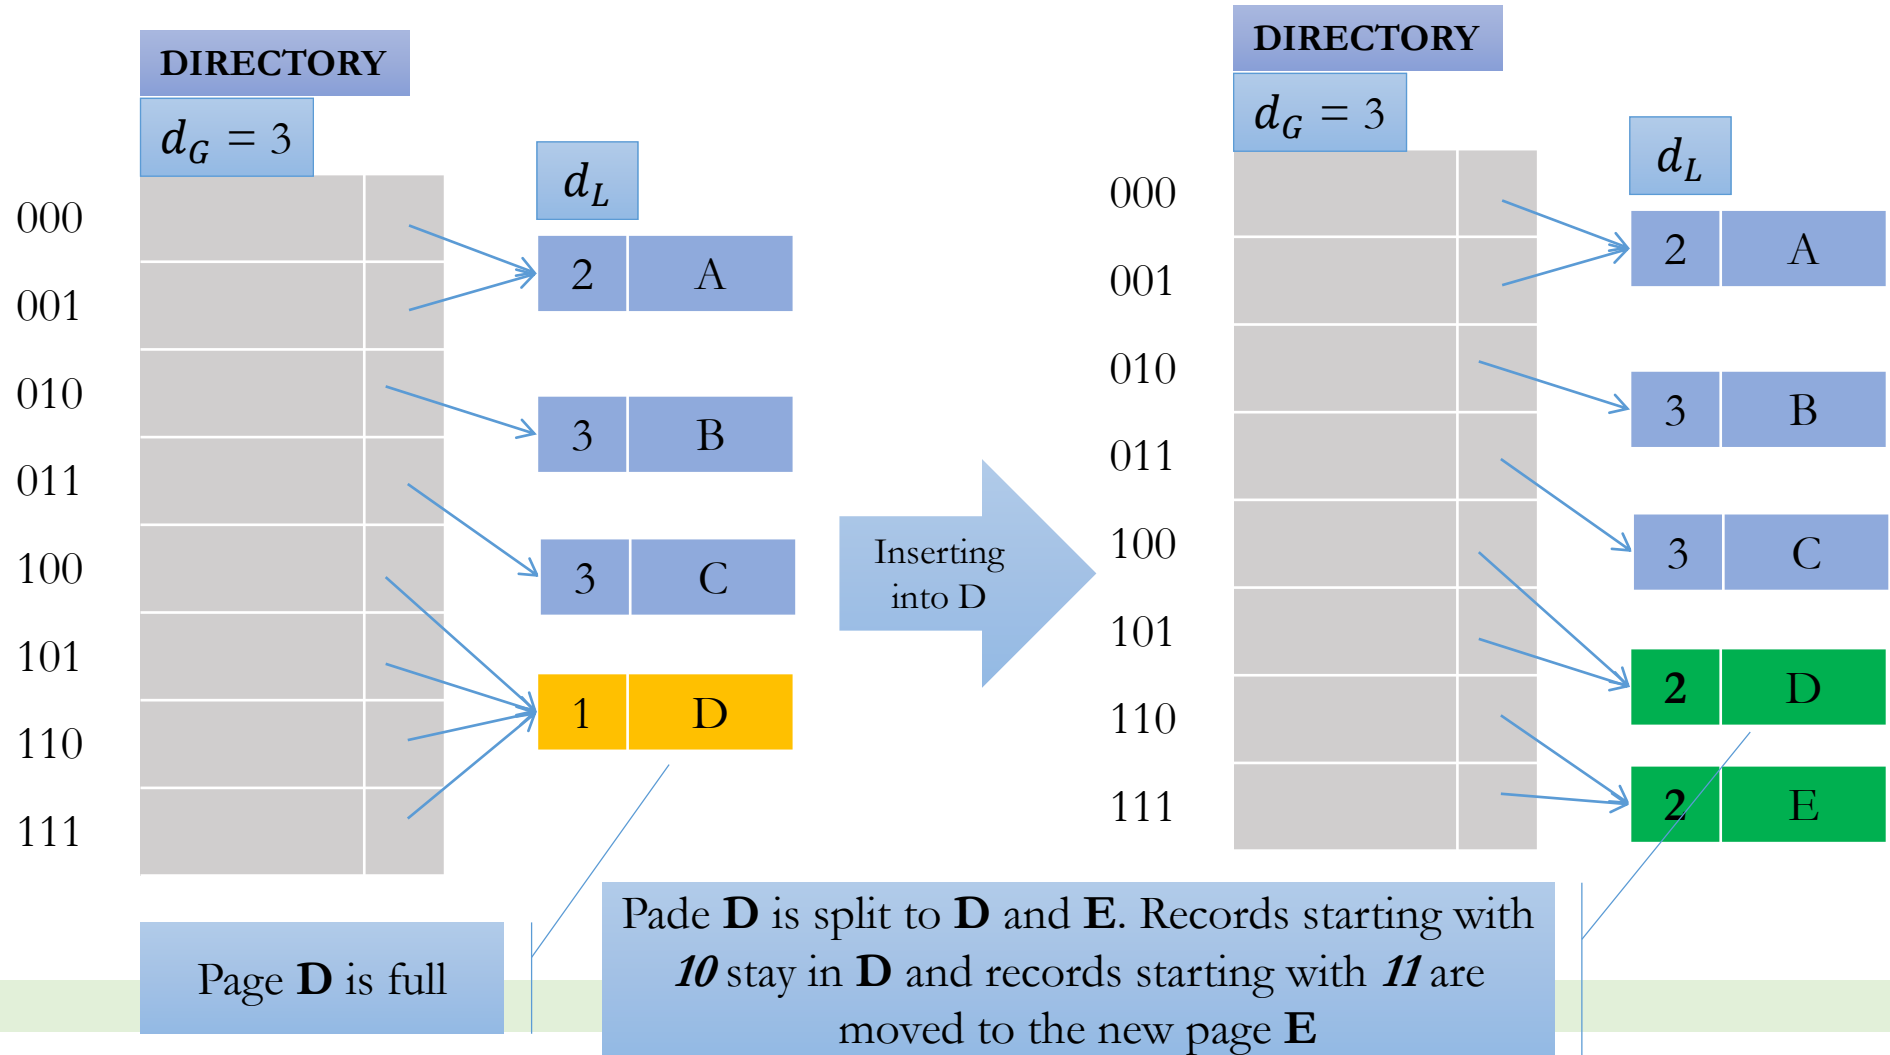 DIRECTORY
d_G = 3
d_L
000
001
010
011
100
101
110
111
2 A
3 B
3 C
1 D
Page D is full
Inserting
into D
DIRECTORY
d_G = 3
d_L
000
001
010
011
100
101
110
111
2 A
3 B
3 C
2 D
2 E
Pade D is split to D and E. Records starting with
10 stay in D and records starting with 11 are
moved to the new page E